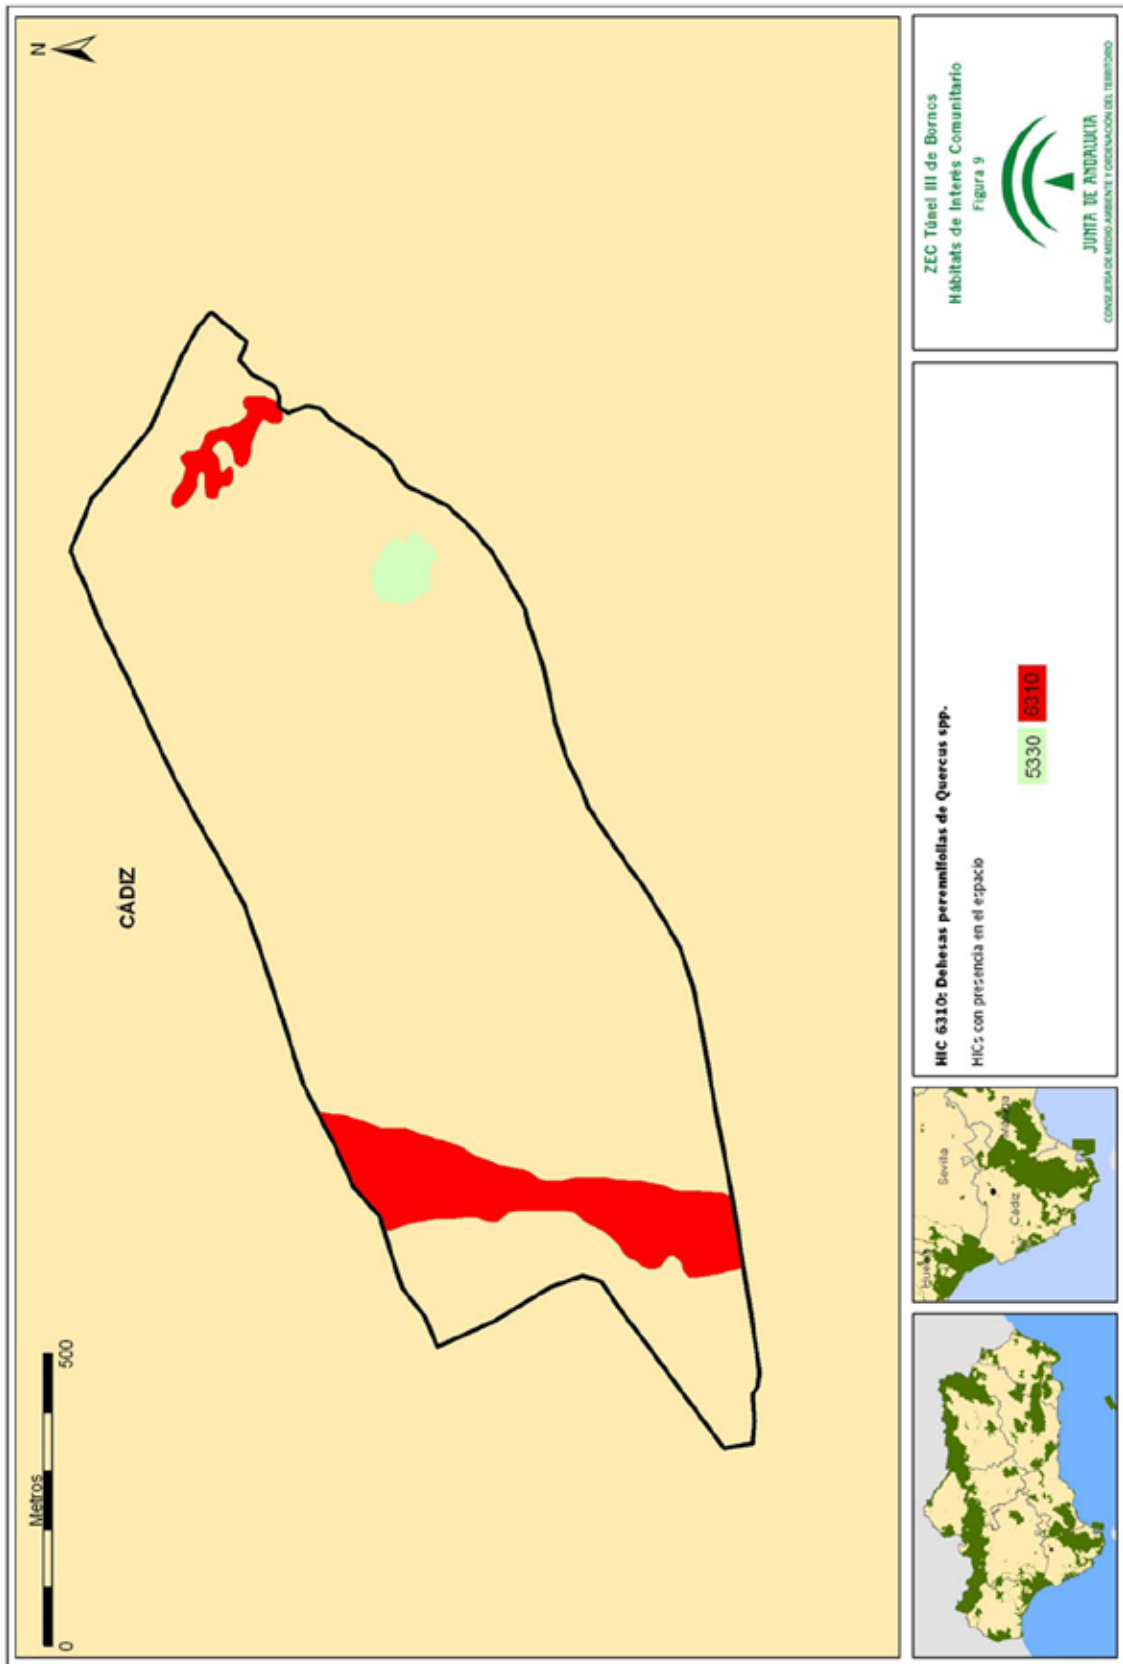 N
CÁDIZ
Metros
0
500
ZEC Túnel III de Bornos
Hábitats de Interés Comunitario
Figura 9
JUNTA DE ANDALUCIA
CONSEJERÍA DE MEDIO AMBIENTE Y ORDENACIÓN DEL TERRITORIO
HIC 6310: Dehesas perennifolias de Quercus spp.
HICs con presencia en el espacio
5330 6310
Sevilla
Cádiz